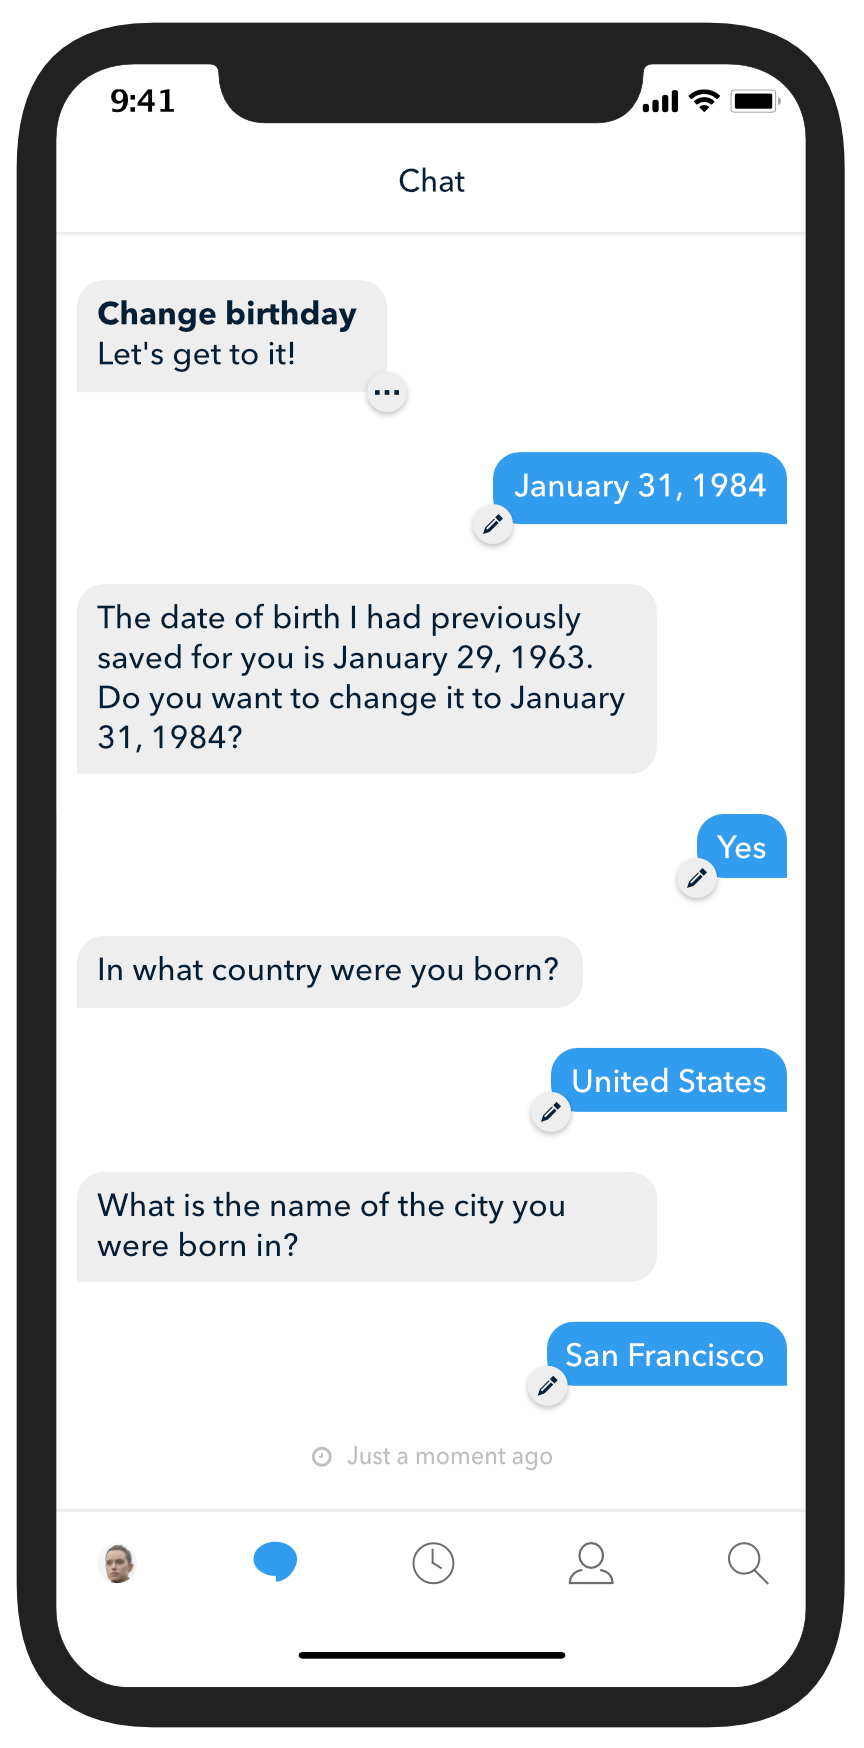 9:41
Chat
Change birthday
Let's get to it!
January 31, 1984
The date of birth I had previously
saved for you is January 29, 1963.
Do you want to change it to January
31, 1984?
Yes
In what country were you born?
United States
What is the name of the city you
were born in?
San Francisco
Just a moment ago